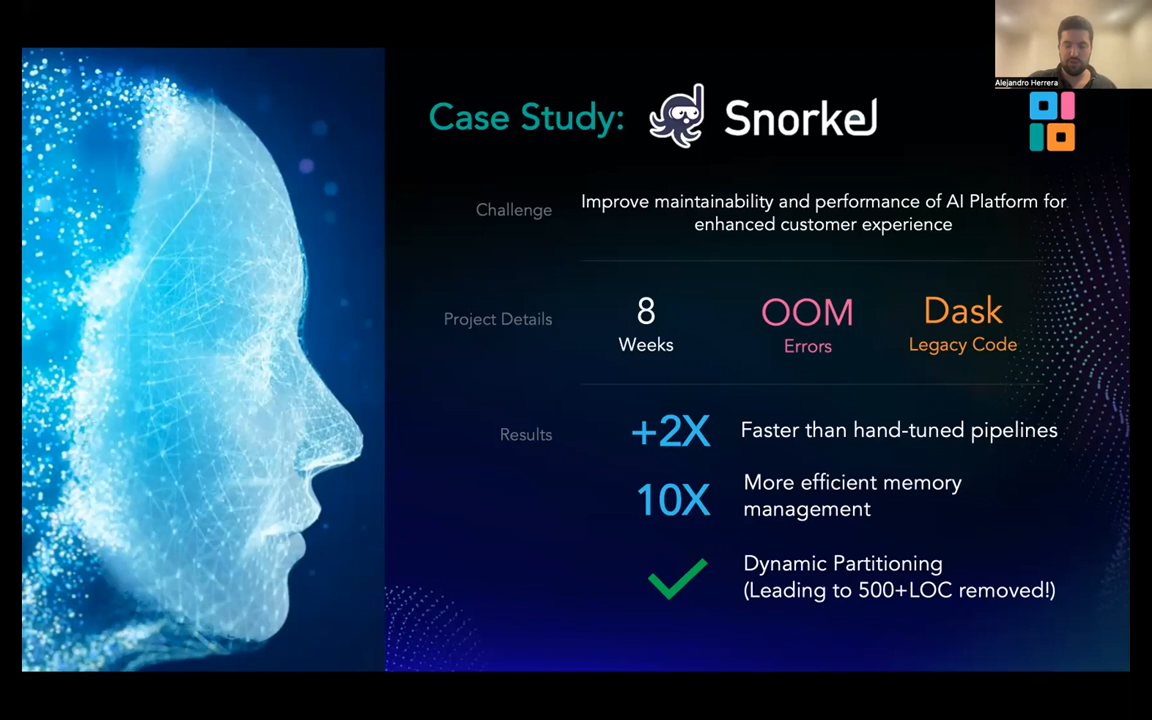 Alejandro Herrera
Case Study: Snorkel
Challenge
Improve maintainability and performance of AI Platform for
enhanced customer experience
Project Details
8
Weeks
OOM
Errors
Dask
Legacy Code
Results
+2X
Faster than hand-tuned pipelines
10X
More efficient memory
management
Dynamic Partitioning
(Leading to 500+LOC removed!)